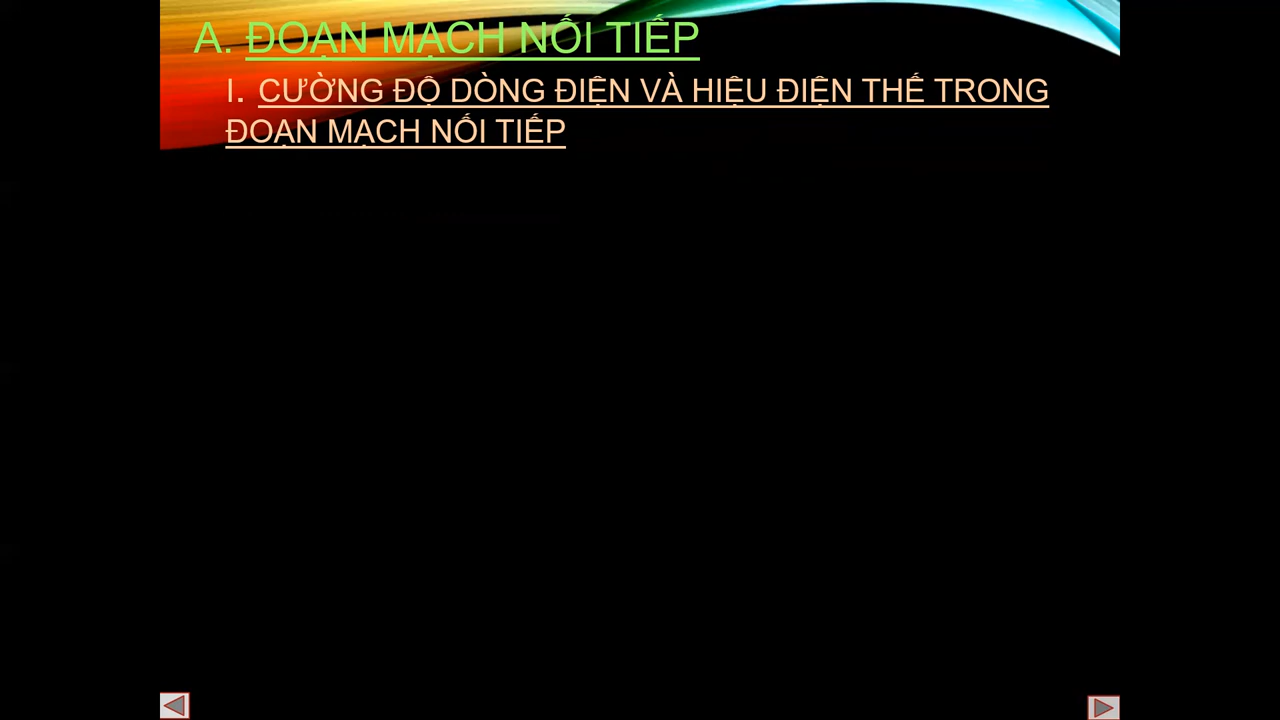 A. ĐOẠN MẠCH NỐI TIẾP
I. CƯỜNG ĐỘ DÒNG ĐIỆN VÀ HIỆU ĐIỆN THẾ TRONG
ĐOẠN MẠCH NỐI TIẾP